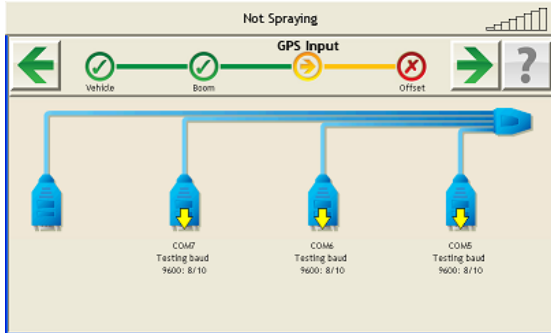 Not Spraying
GPS Input
Vehicle
Boom
Offset
?
COM7
Testing baud
9600: 8/10
COM6
Testing baud
9600: 8/10
COM5
Testing baud
9600: 8/10